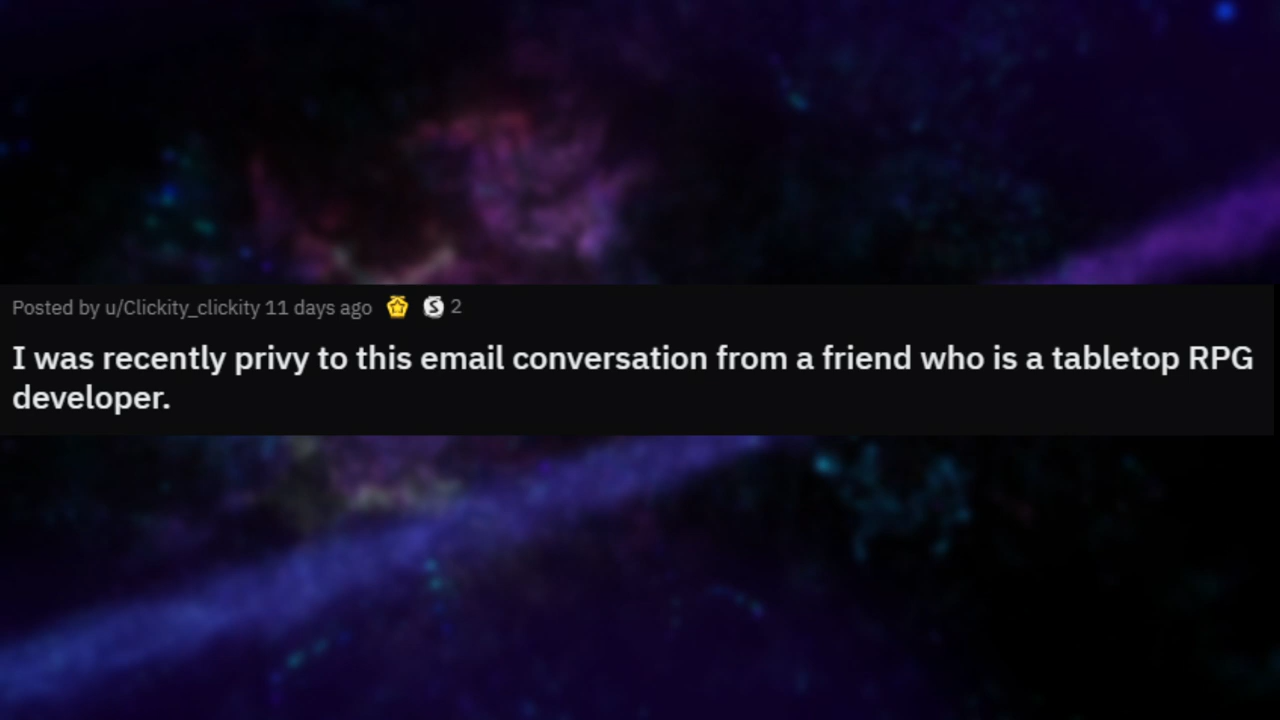 Posted by u/Clickity_clickity 11 days ago S 2
I was recently privy to this email conversation from a friend who is a tabletop RPG
developer.